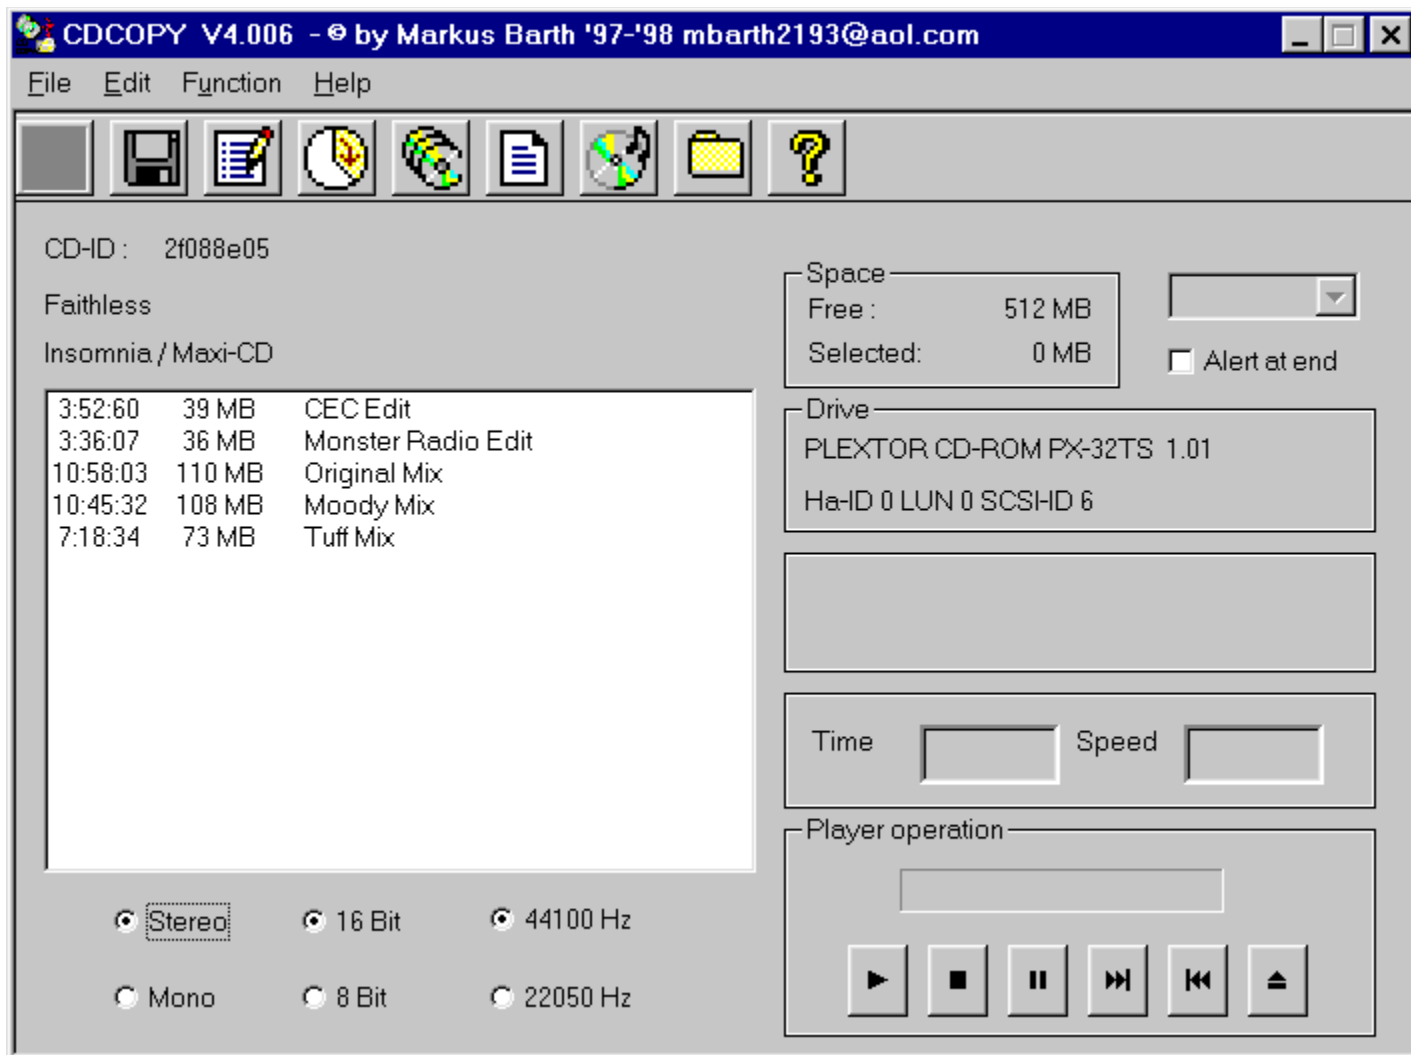 CDCOPY V4.006 - © by Markus Barth '97-'98 mbarth2193@aol.com
File Edit Function Help
CD-ID : 2f088e05
Faithless
Insomnia / Maxi-CD
3:52:60 39 MB CEC Edit
3:36:07 36 MB Monster Radio Edit
10:58:03 110 MB Original Mix
10:45:32 108 MB Moody Mix
7:18:34 73 MB Tuff Mix
Stereo 16 Bit 44100 Hz
Mono 8 Bit 22050 Hz
Space
Free : 512 MB
Selected: 0 MB
Alert at end
Drive
PLEXTOR CD-ROM PX-32TS 1.01
Ha-ID 0 LUN 0 SCSI-ID 6
Time Speed
Player operation